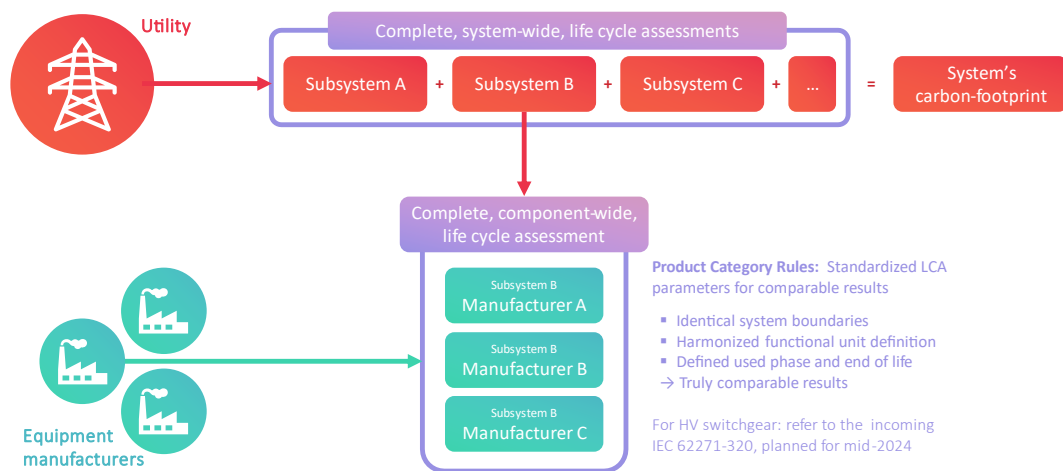 Utility
Complete, system-wide, life cycle assessments
Subsystem A + Subsystem B + Subsystem C + ... = System's carbon-footprint
Complete, component-wide,
life cycle assessment
Subsystem B
Manufacturer A
Subsystem B
Manufacturer B
Subsystem B
Manufacturer C
Equipment
manufacturers
Product Category Rules: Standardized LCA
parameters for comparable results
▪ Identical system boundaries
▪ Harmonized functional unit definition
▪ Defined used phase and end of life
→ Truly comparable results
For HV switchgear: refer to the incoming
IEC 62271-320, planned for mid-2024